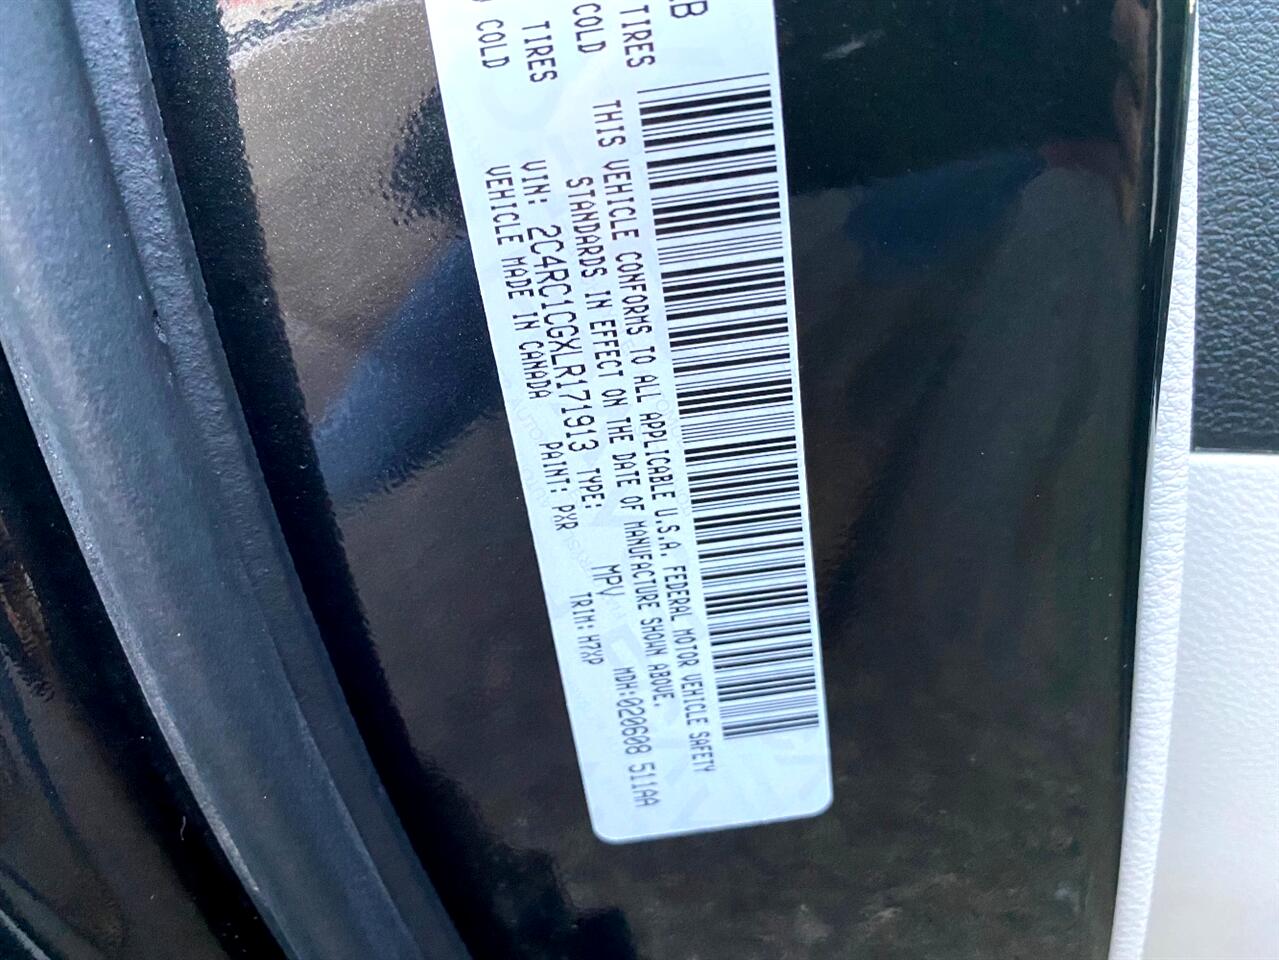 LB
TIRES
COLD
TIRES
COLD
THIS VEHICLE CONFORMS TO ALL APPLICABLE U.S.A. FEDERAL MOTOR VEHICLE SAFETY
STANDARDS IN EFFECT ON THE DATE OF MANUFACTURE SHOWN ABOVE.
VIN: 2C4RC1CGXLR171913 TYPE: MPV MDH:020608 511AA
VEHICLE MADE IN CANADA PAINT: PXR TRIM: H7XP